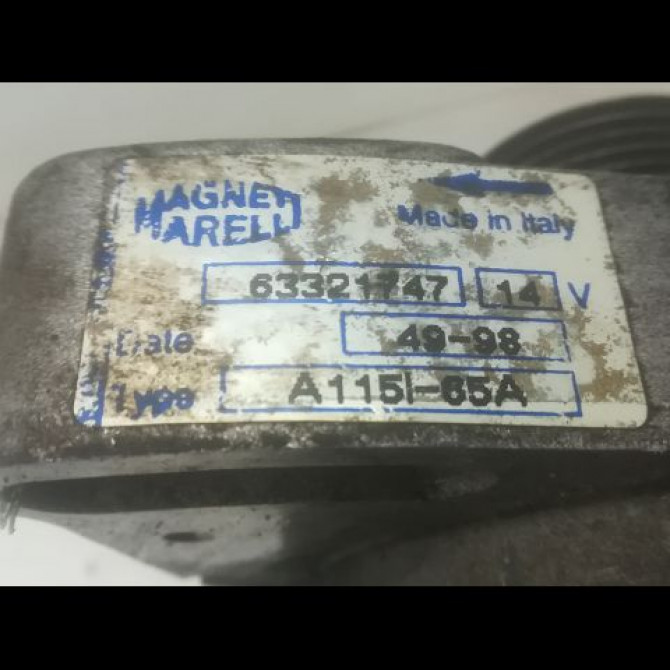 MAGNETI
MARELLI
Made in Italy
63321747 14 V
Date 49-98
Type A115I-65A